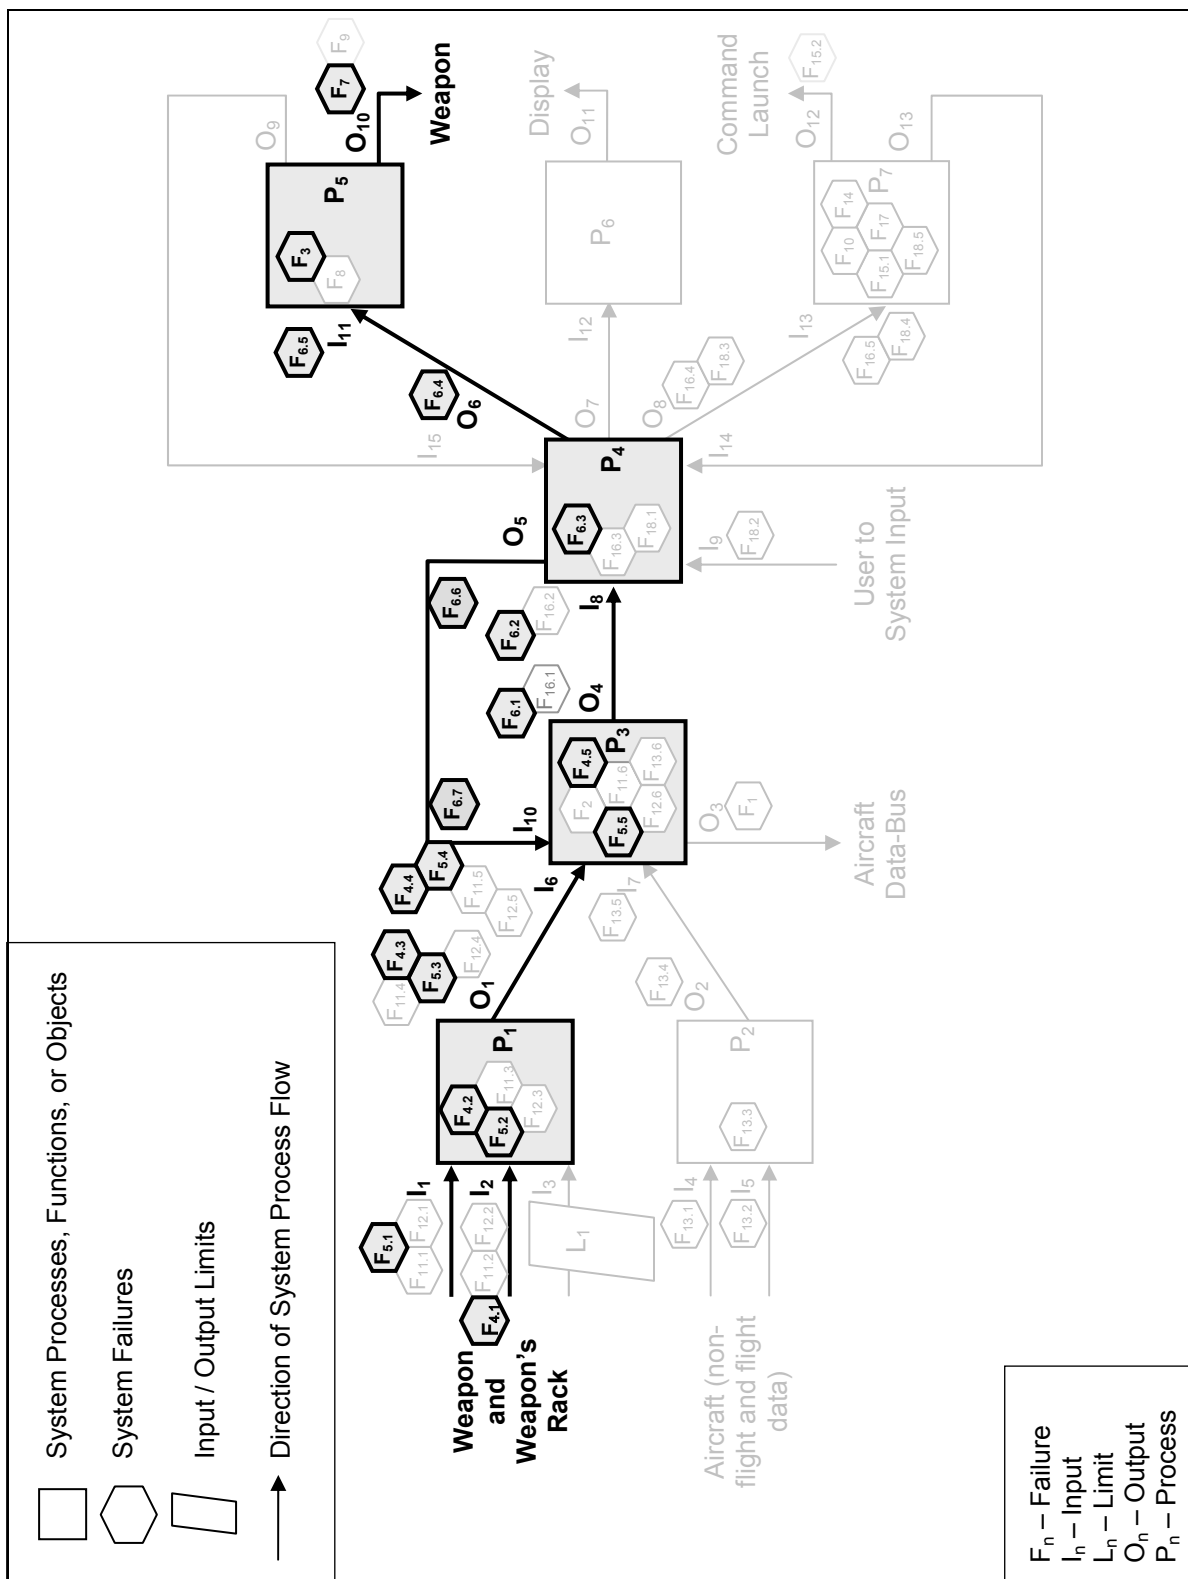 System Processes, Functions, or Objects
System Failures
Input / Output Limits
Direction of System Process Flow
Fn – Failure
In – Input
Ln – Limit
On – Output
Pn – Process
Weapon
and
Weapon's
Rack
F5.1
F11.1
F12.1
I1
F4.1
F11.2
F12.2
I2
L1
I3
Aircraft (non-
flight and flight
data)
F13.1
I4
F13.2
I5
P1
F4.2
F5.2
F11.3
F12.3
P2
F13.3
O1
F4.3
F5.3
F11.4
F12.4
O2
F13.4
F4.4
F5.4
F11.5
F12.5
I6
F13.5
I7
I10
F6.7
P3
F4.5
F5.5
F2
F11.6
F12.6
F13.6
O3
F1
Aircraft
Data-Bus
O4
F6.1
F16.1
F6.2
F16.2
I8
F6.6
O5
P4
F6.3
F16.3
F18.1
I9
F18.2
User to
System Input
I15
I14
O6
F6.4
O7
O8
F16.4
F18.3
F6.5
I11
I12
I13
F16.5
F18.4
P5
F3
F8
P6
P7
F10
F14
F15.1
F17
F18.5
O9
O10
F7
F9
Weapon
O11
Display
O12
F15.2
Command
Launch
O13